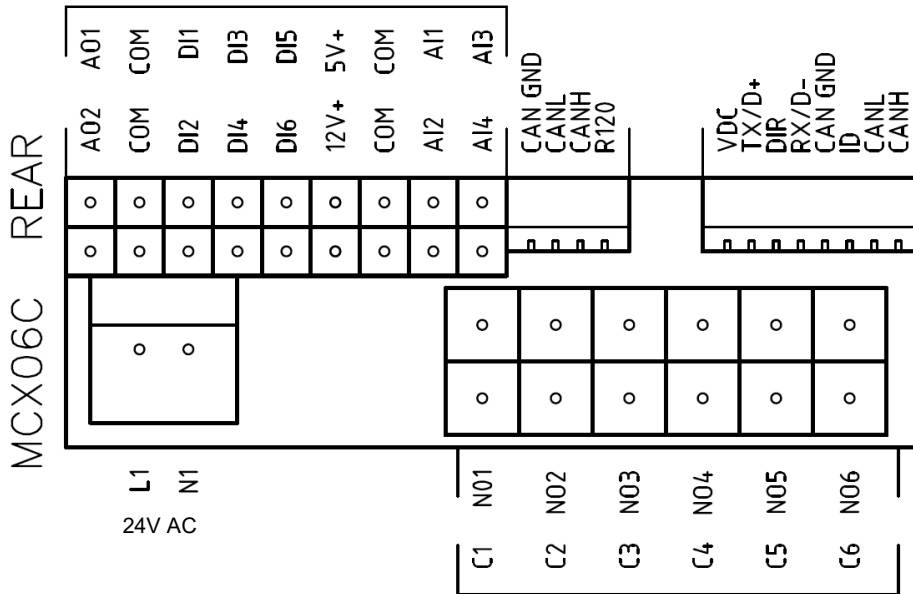 AO1 COM DI1 DI3 DI5 5V+ COM AI1 AI3
AO2 COM DI2 DI4 DI6 12V+ COM AI2 AI4
CAN GND
CANL
CANH
R120
VDC
TX/D+
DIR
RX/D-
CAN GND
ID
CANL
CANH
MCX06C REAR
L1 N1
24V AC
NO1 NO2 NO3 NO4 NO5 NO6
C1 C2 C3 C4 C5 C6